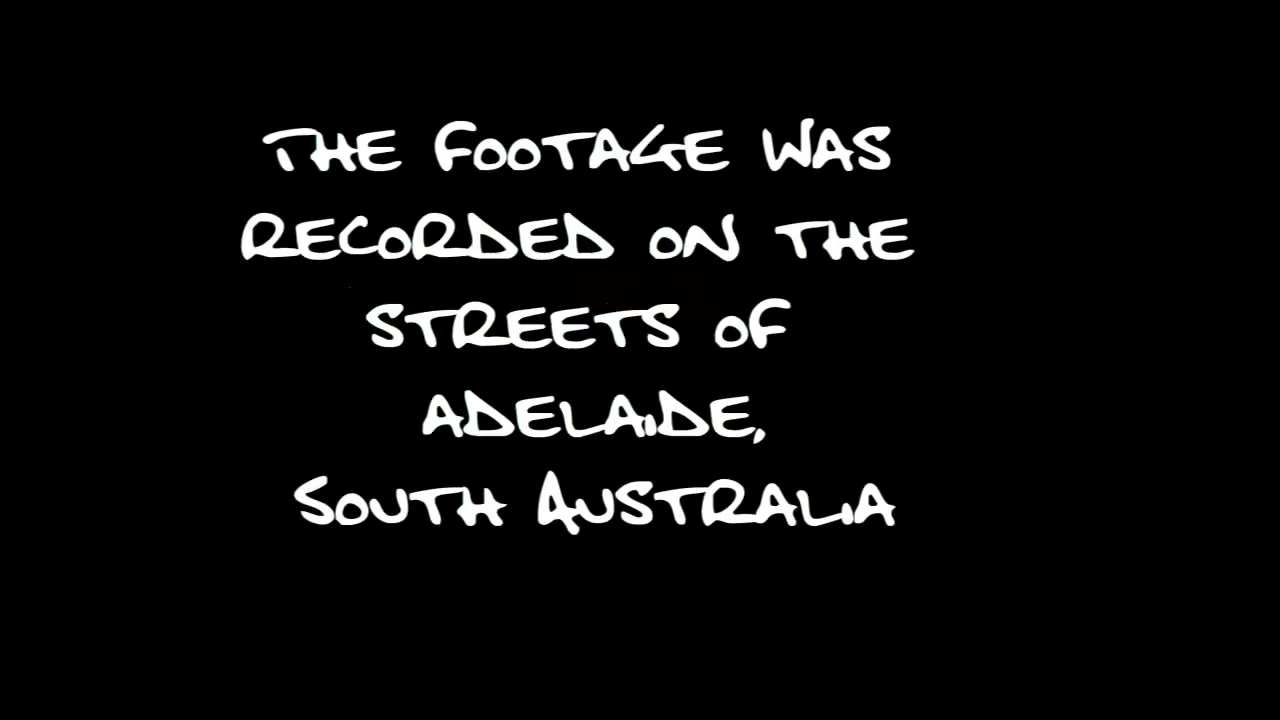 THE FOOTAGE WAS
RECORDED ON THE
STREETS OF
ADELAIDE,
SOUTH AUSTRALIA